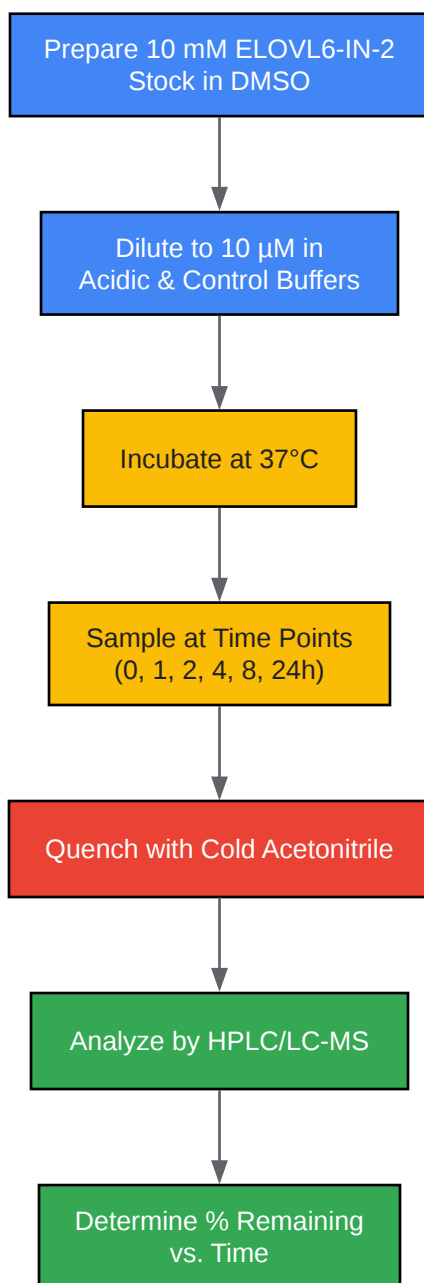 Prepare 10 mM ELOVL6-IN-2
Stock in DMSO
Dilute to 10 µM in
Acidic & Control Buffers
Incubate at 37°C
Sample at Time Points
(0, 1, 2, 4, 8, 24h)
Quench with Cold Acetonitrile
Analyze by HPLC/LC-MS
Determine % Remaining
vs. Time